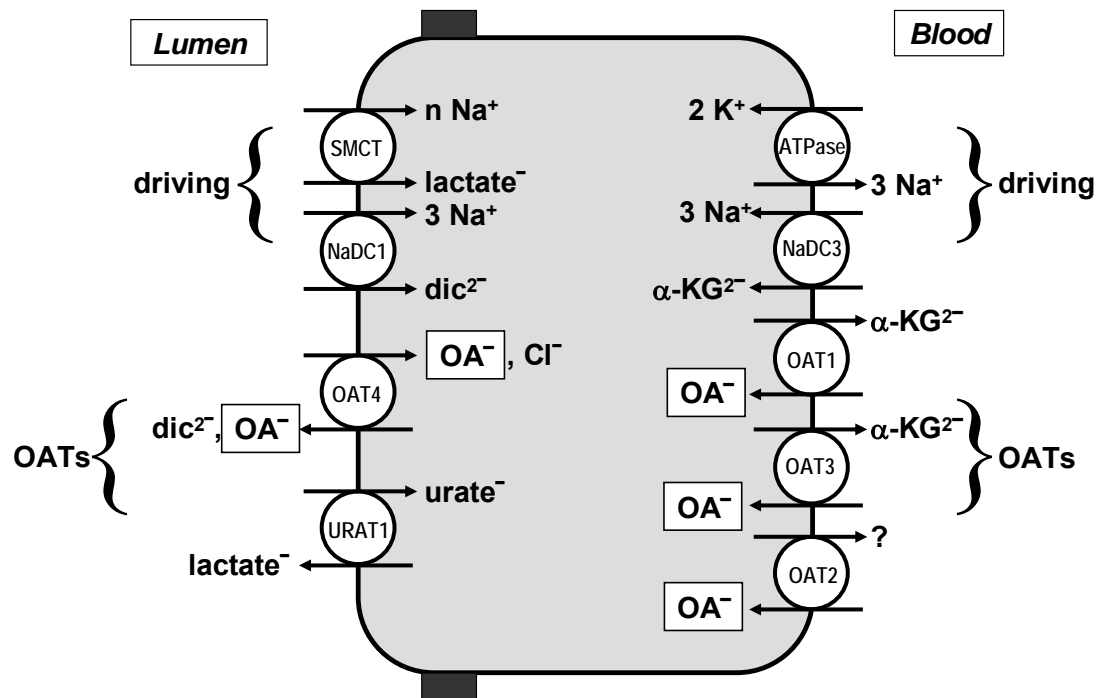 Lumen
Blood
n Na⁺
SMCT
lactate⁻
driving
3 Na⁺
NaDC1
dic²⁻
OA⁻, Cl⁻
OAT4
dic²⁻, OA⁻
OATs
urate⁻
URAT1
lactate⁻
2 K⁺
ATPase
3 Na⁺
driving
3 Na⁺
NaDC3
α-KG²⁻
α-KG²⁻
OAT1
OA⁻
α-KG²⁻
OAT3
OATs
OA⁻
?
OAT2
OA⁻